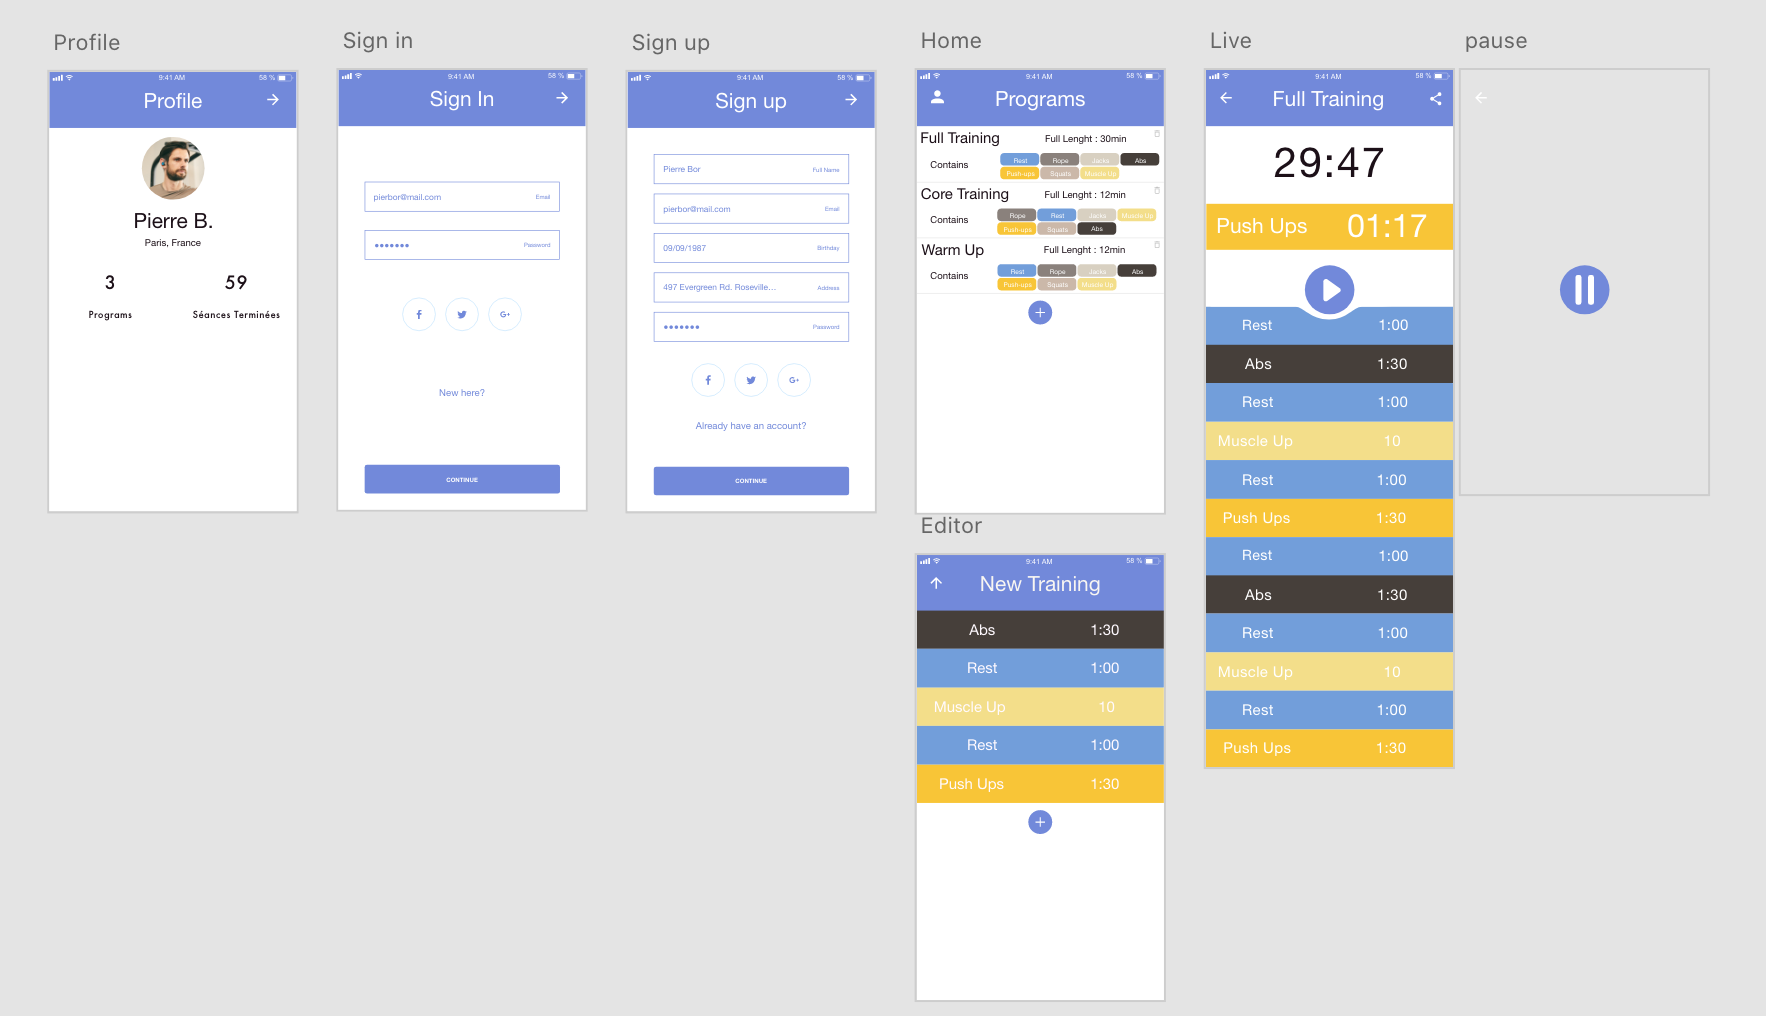 Profile
9:41 AM
58 %
Profile
Pierre B.
Paris, France
3
59
Programs
Séances Terminées
Sign in
9:41 AM
58 %
Sign In
pierbor@mail.com
Email
●●●●●●●
Password
f
G+
New here?
CONTINUE
Sign up
9:41 AM
58 %
Sign up
Pierre Bor
Full Name
pierbor@mail.com
Email
09/09/1987
Birthday
497 Evergreen Rd. Roseville...
Address
●●●●●●●
Password
f
G+
Already have an account?
CONTINUE
Home
9:41 AM
58 %
Programs
Full Training
Full Lenght : 30min
Contains
Rest Rope Jacks Abs
Push-ups Squats Muscle Up
Core Training
Full Lenght : 12min
Contains
Rope Rest Jacks Muscle Up
Push-ups Squats Abs
Warm Up
Full Lenght : 12min
Contains
Rest Rope Jacks Abs
Push-ups Squats Muscle Up
+
Editor
9:41 AM
58 %
New Training
Abs 1:30
Rest 1:00
Muscle Up 10
Rest 1:00
Push Ups 1:30
+
Live
9:41 AM
58 %
Full Training
29:47
Push Ups 01:17
Rest 1:00
Abs 1:30
Rest 1:00
Muscle Up 10
Rest 1:00
Push Ups 1:30
Rest 1:00
Abs 1:30
Rest 1:00
Muscle Up 10
Rest 1:00
Push Ups 1:30
pause